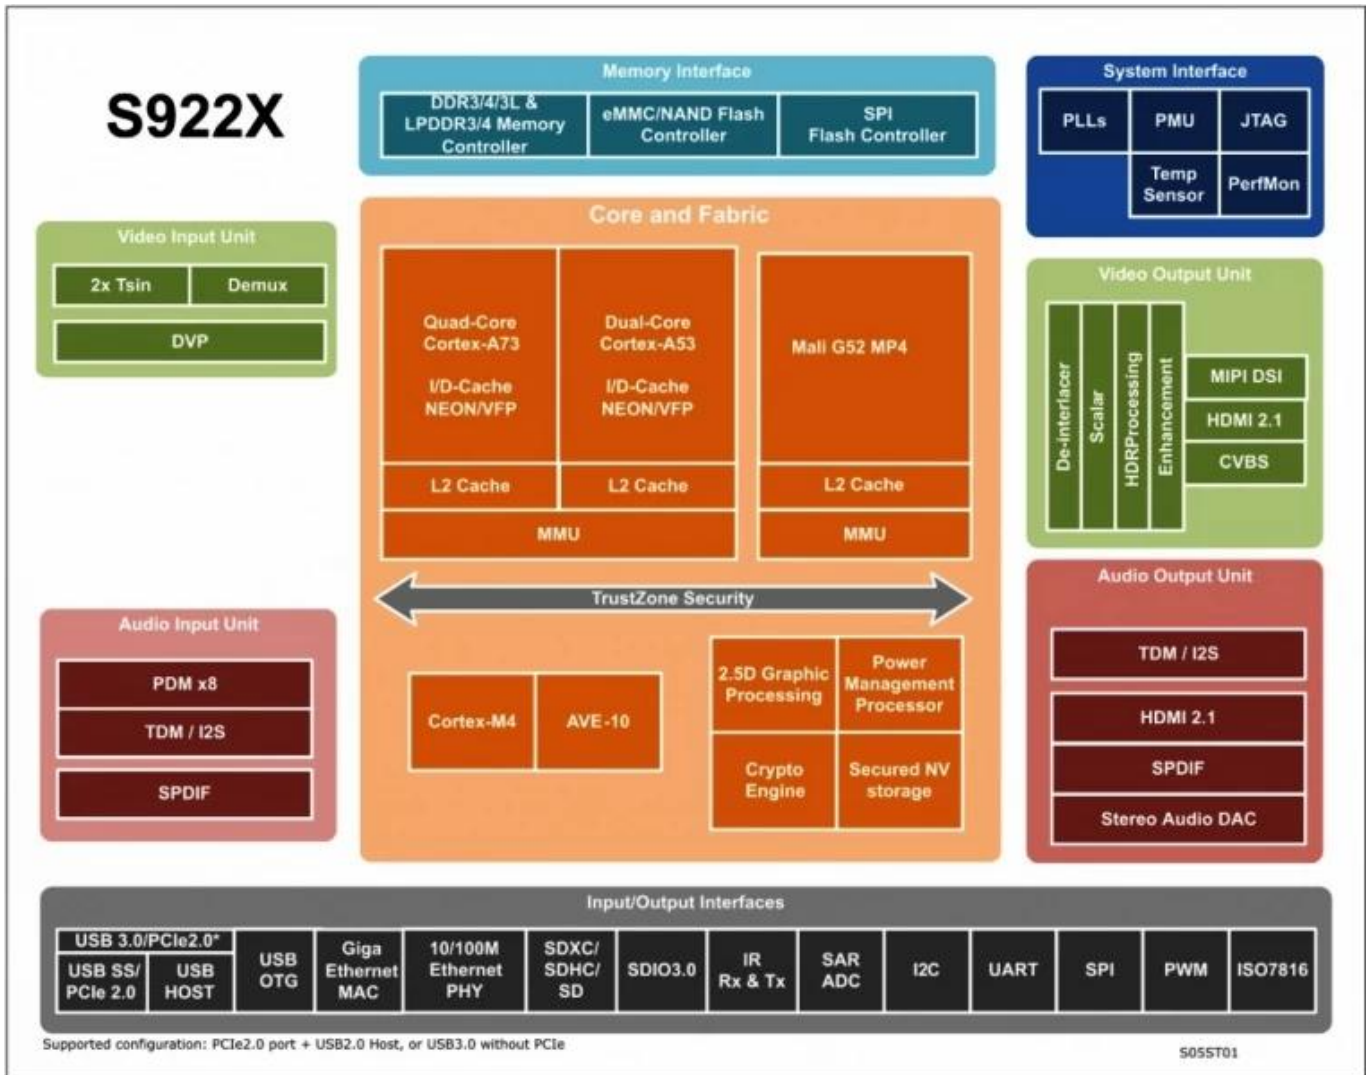 S922X
Memory Interface
DDR3/4/3L &
LPDDR3/4 Memory
Controller
eMMC/NAND Flash
Controller
SPI
Flash Controller
System Interface
PLLs
PMU
JTAG
Temp
Sensor
PerfMon
Video Input Unit
2x Tsin
Demux
DVP
Core and Fabric
Quad-Core
Cortex-A73
I/D-Cache
NEON/VFP
Dual-Core
Cortex-A53
I/D-Cache
NEON/VFP
Mali G52 MP4
L2 Cache
L2 Cache
L2 Cache
MMU
MMU
TrustZone Security
Cortex-M4
AVE-10
2.5D Graphic
Processing
Power
Management
Processor
Crypto
Engine
Secured NV
storage
Video Output Unit
De-interlacer
Scalar
HDRProcessing
Enhancement
MIPI DSI
HDMI 2.1
CVBS
Audio Input Unit
PDM x8
TDM / I2S
SPDIF
Audio Output Unit
TDM / I2S
HDMI 2.1
SPDIF
Stereo Audio DAC
Input/Output Interfaces
USB 3.0/PCIe2.0*
USB SS/
PCIe 2.0
USB
HOST
USB
OTG
Giga
Ethernet
MAC
10/100M
Ethernet
PHY
SDXC/
SDHC/
SD
SDIO3.0
IR
Rx & Tx
SAR
ADC
I2C
UART
SPI
PWM
ISO7816
Supported configuration: PCIe2.0 port + USB2.0 Host, or USB3.0 without PCIe
S05ST01